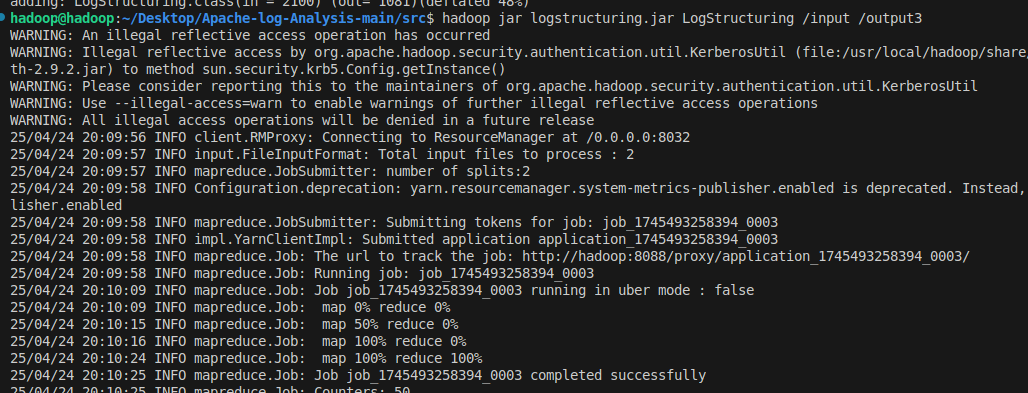 adding: LogStructuring.class(in = 2100) (out= 1081)(deflated 48%)
hadoop@hadoop:~/Desktop/Apache-log-Analysis-main/src$ hadoop jar logstructuring.jar LogStructuring /input /output3
WARNING: An illegal reflective access operation has occurred
WARNING: Illegal reflective access by org.apache.hadoop.security.authentication.util.KerberosUtil (file:/usr/local/hadoop/share/
th-2.9.2.jar) to method sun.security.krb5.Config.getInstance()
WARNING: Please consider reporting this to the maintainers of org.apache.hadoop.security.authentication.util.KerberosUtil
WARNING: Use --illegal-access=warn to enable warnings of further illegal reflective access operations
WARNING: All illegal access operations will be denied in a future release
25/04/24 20:09:56 INFO client.RMProxy: Connecting to ResourceManager at /0.0.0.0:8032
25/04/24 20:09:57 INFO input.FileInputFormat: Total input files to process : 2
25/04/24 20:09:57 INFO mapreduce.JobSubmitter: number of splits:2
25/04/24 20:09:58 INFO Configuration.deprecation: yarn.resourcemanager.system-metrics-publisher.enabled is deprecated. Instead,
lisher.enabled
25/04/24 20:09:58 INFO mapreduce.JobSubmitter: Submitting tokens for job: job_1745493258394_0003
25/04/24 20:09:58 INFO impl.YarnClientImpl: Submitted application application_1745493258394_0003
25/04/24 20:09:58 INFO mapreduce.Job: The url to track the job: http://hadoop:8088/proxy/application_1745493258394_0003/
25/04/24 20:09:58 INFO mapreduce.Job: Running job: job_1745493258394_0003
25/04/24 20:10:09 INFO mapreduce.Job: Job job_1745493258394_0003 running in uber mode : false
25/04/24 20:10:09 INFO mapreduce.Job:  map 0% reduce 0%
25/04/24 20:10:15 INFO mapreduce.Job:  map 50% reduce 0%
25/04/24 20:10:16 INFO mapreduce.Job:  map 100% reduce 0%
25/04/24 20:10:24 INFO mapreduce.Job:  map 100% reduce 100%
25/04/24 20:10:25 INFO mapreduce.Job: Job job_1745493258394_0003 completed successfully
25/04/24 20:10:25 INFO mapreduce.Job: Counters: 50